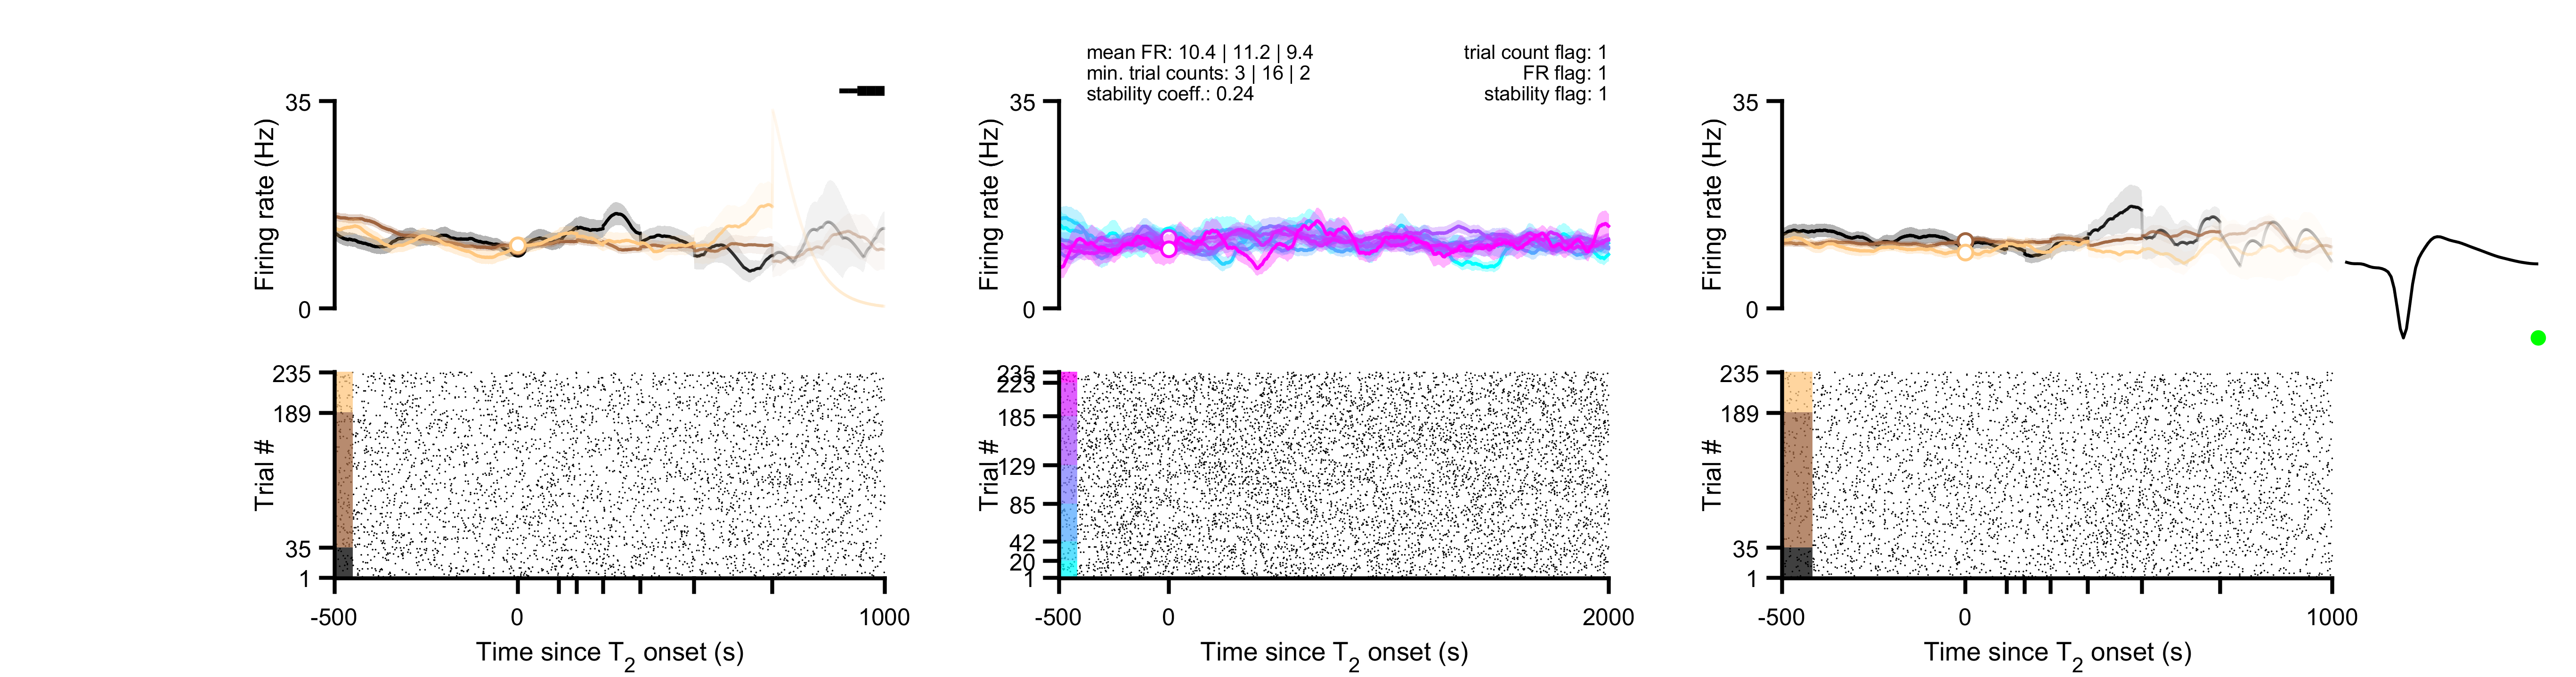 mean FR: 10.4 | 11.2 | 9.4
min. trial counts: 3 | 16 | 2
stability coeff.: 0.24
trial count flag: 1
FR flag: 1
stability flag: 1
35
Firing rate (Hz)
0
35
Firing rate (Hz)
0
35
Firing rate (Hz)
0
235
189
Trial #
35
1
-500
0
1000
Time since T2 onset (s)
235
223
185
129
85
42
20
1
Trial #
-500
0
2000
Time since T2 onset (s)
235
189
Trial #
35
1
-500
0
1000
Time since T2 onset (s)